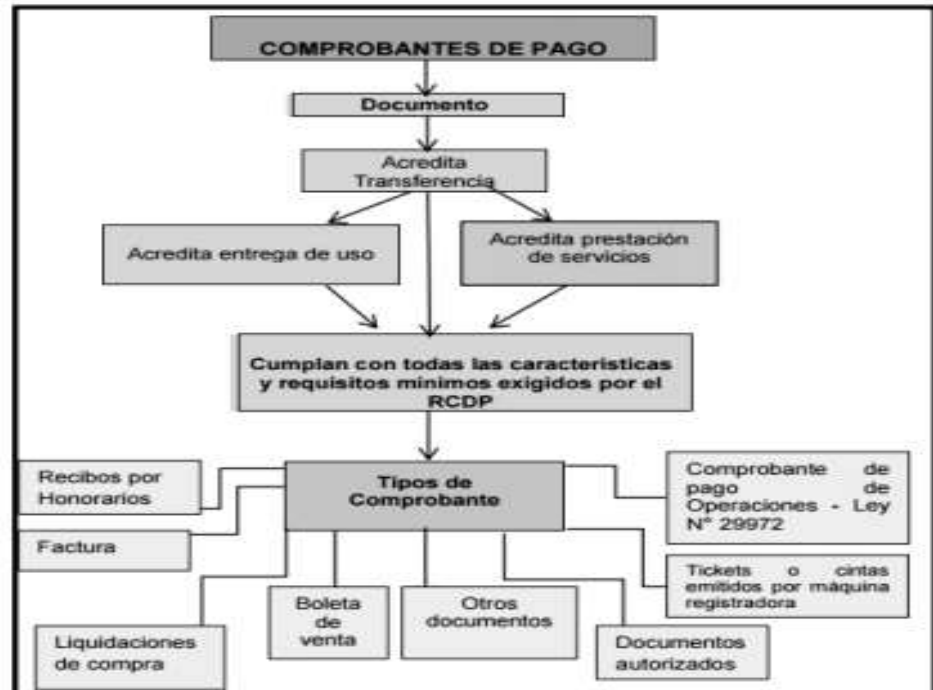 COMPROBANTES DE PAGO
Documento
Acredita
Transferencia
Acredita entrega de uso
Acredita prestación
de servicios
Cumplan con todas las caracteristicas
y requisitos minimos exigidos por el
RCDP
Tipos de
Comprobante
Recibos por
Honorarios
Factura
Liquidaciones
de compra
Boleta
de
venta
Otros
documentos
Documentos
autorizados
Comprobante de
pago de
Operaciones - Ley
N° 29972
Tickets o cintas
emitidos por máquina
registradora